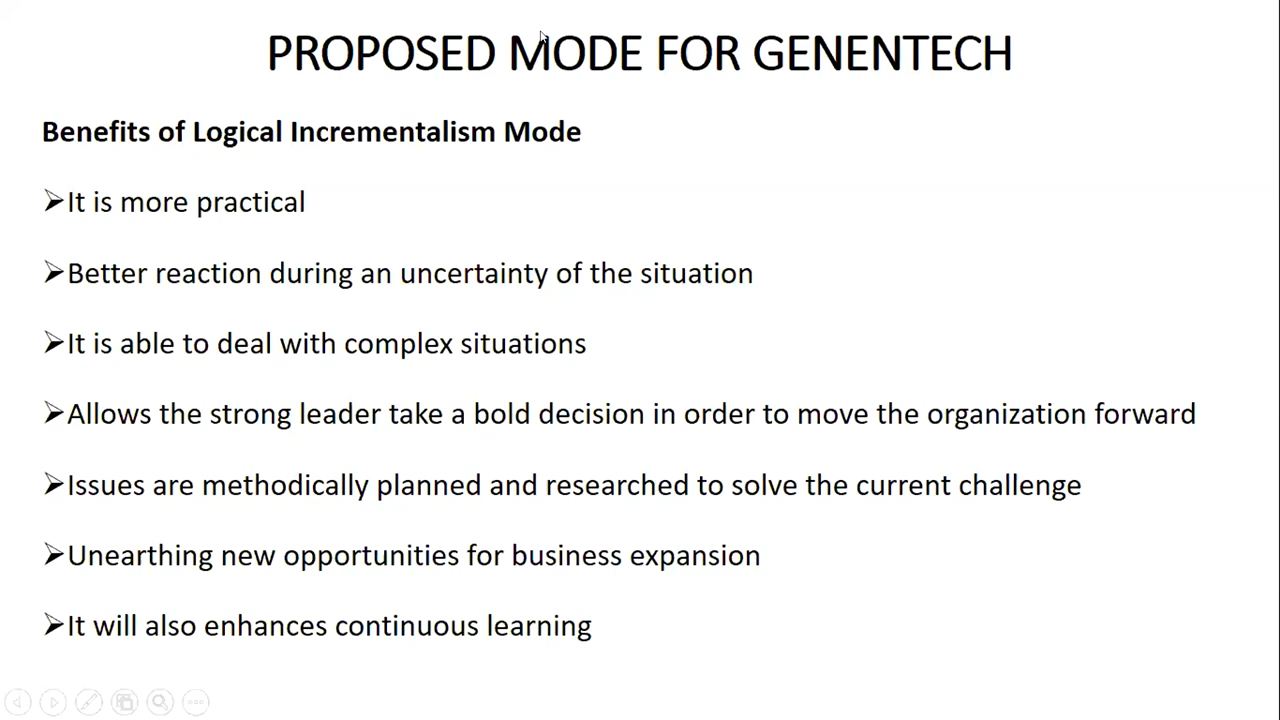 PROPOSED MODE FOR GENENTECH
Benefits of Logical Incrementalism Mode
➢It is more practical
➢Better reaction during an uncertainty of the situation
➢It is able to deal with complex situations
➢Allows the strong leader take a bold decision in order to move the organization forward
➢Issues are methodically planned and researched to solve the current challenge
➢Unearthing new opportunities for business expansion
➢It will also enhances continuous learning